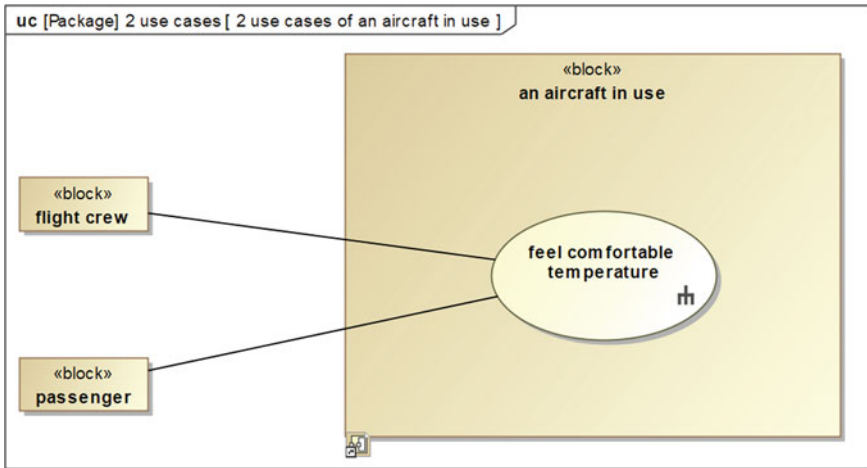 uc [Package] 2 use cases [ 2 use cases of an aircraft in use ]
«block»
an aircraft in use
«block»
flight crew
feel comfortable
temperature
«block»
passenger